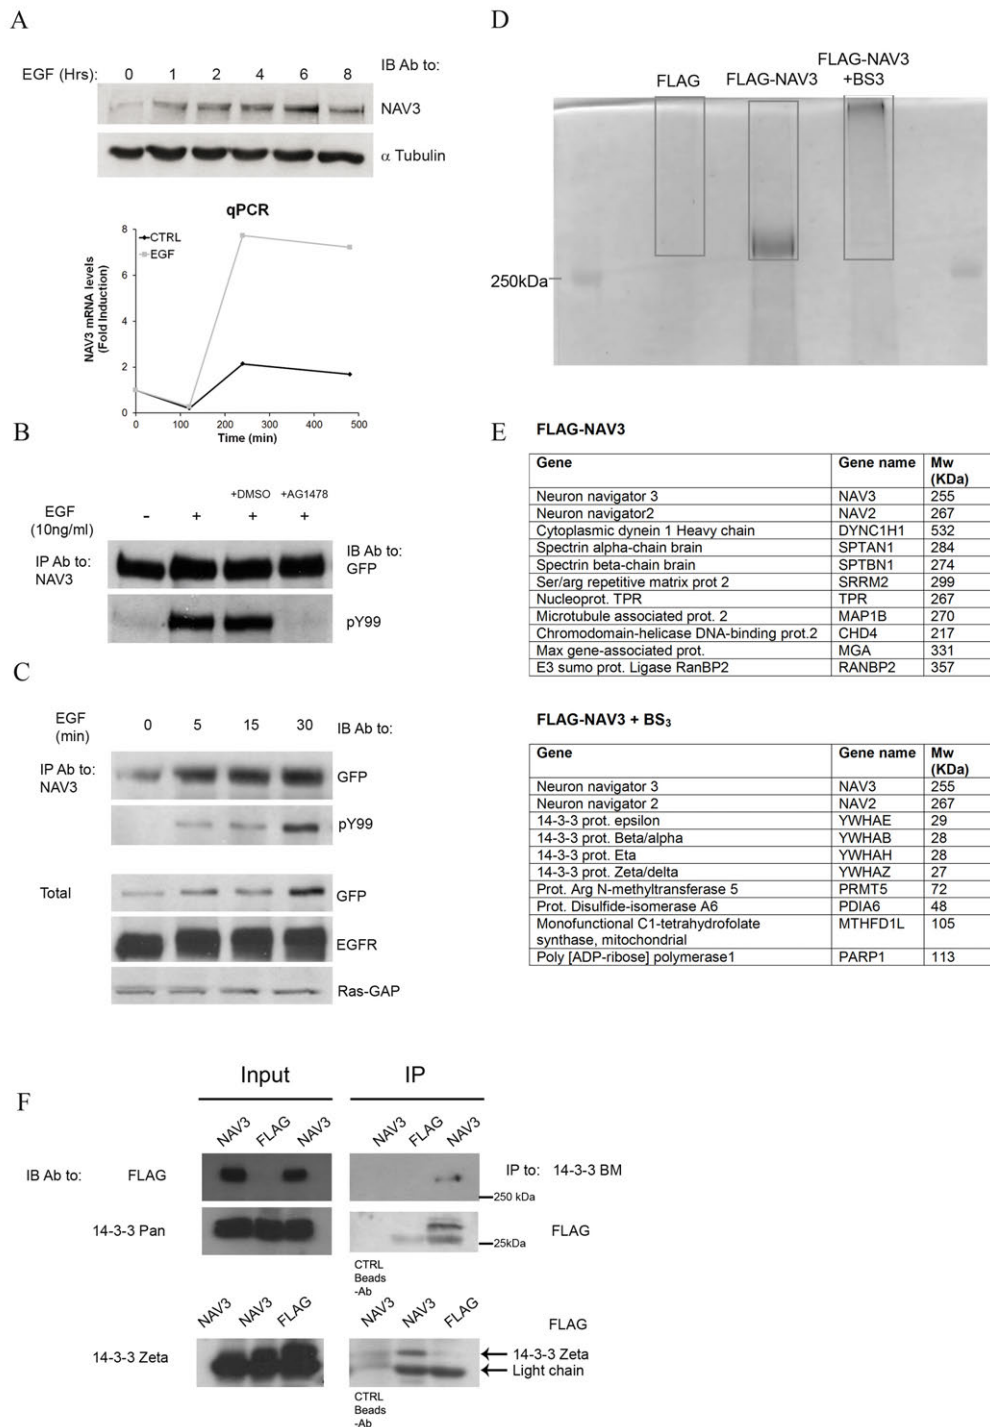 A
EGF (Hrs): 0 1 2 4 6 8 IB Ab to:
NAV3
α Tubulin
qPCR
NAV3 mRNA levels
(Fold Induction)
8
6
4
2
0
CTRL
EGF
0 100 200 300 400 500
Time (min)
B
+DMSO +AG1478
EGF - + + +
(10ng/ml)
IP Ab to: IB Ab to:
NAV3 GFP
pY99
C
EGF 0 5 15 30 IB Ab to:
(min)
IP Ab to: GFP
NAV3
pY99
Total GFP
EGFR
Ras-GAP
D
FLAG FLAG-NAV3 FLAG-NAV3
+BS3
250kDa
E
FLAG-NAV3
Gene Gene name Mw
(KDa)
Neuron navigator 3 NAV3 255
Neuron navigator2 NAV2 267
Cytoplasmic dynein 1 Heavy chain DYNC1H1 532
Spectrin alpha-chain brain SPTAN1 284
Spectrin beta-chain brain SPTBN1 274
Ser/arg repetitive matrix prot 2 SRRM2 299
Nucleoprot. TPR TPR 267
Microtubule associated prot. 2 MAP1B 270
Chromodomain-helicase DNA-binding prot.2 CHD4 217
Max gene-associated prot. MGA 331
E3 sumo prot. Ligase RanBP2 RANBP2 357
FLAG-NAV3 + BS3
Gene Gene name Mw
(KDa)
Neuron navigator 3 NAV3 255
Neuron navigator 2 NAV2 267
14-3-3 prot. epsilon YWHAE 29
14-3-3 prot. Beta/alpha YWHAB 28
14-3-3 prot. Eta YWHAH 28
14-3-3 prot. Zeta/delta YWHAZ 27
Prot. Arg N-methyltransferase 5 PRMT5 72
Prot. Disulfide-isomerase A6 PDIA6 48
Monofunctional C1-tetrahydrofolate MTHFD1L 105
synthase, mitochondrial
Poly [ADP-ribose] polymerase1 PARP1 113
F
Input IP
NAV3 FLAG NAV3 NAV3 FLAG NAV3
IB Ab to: FLAG IP to: 14-3-3 BM
250 kDa
14-3-3 Pan FLAG
25kDa
CTRL
Beads
-Ab
NAV3 NAV3 FLAG NAV3 NAV3 FLAG
FLAG
14-3-3 Zeta 14-3-3 Zeta
Light chain
CTRL
Beads
-Ab